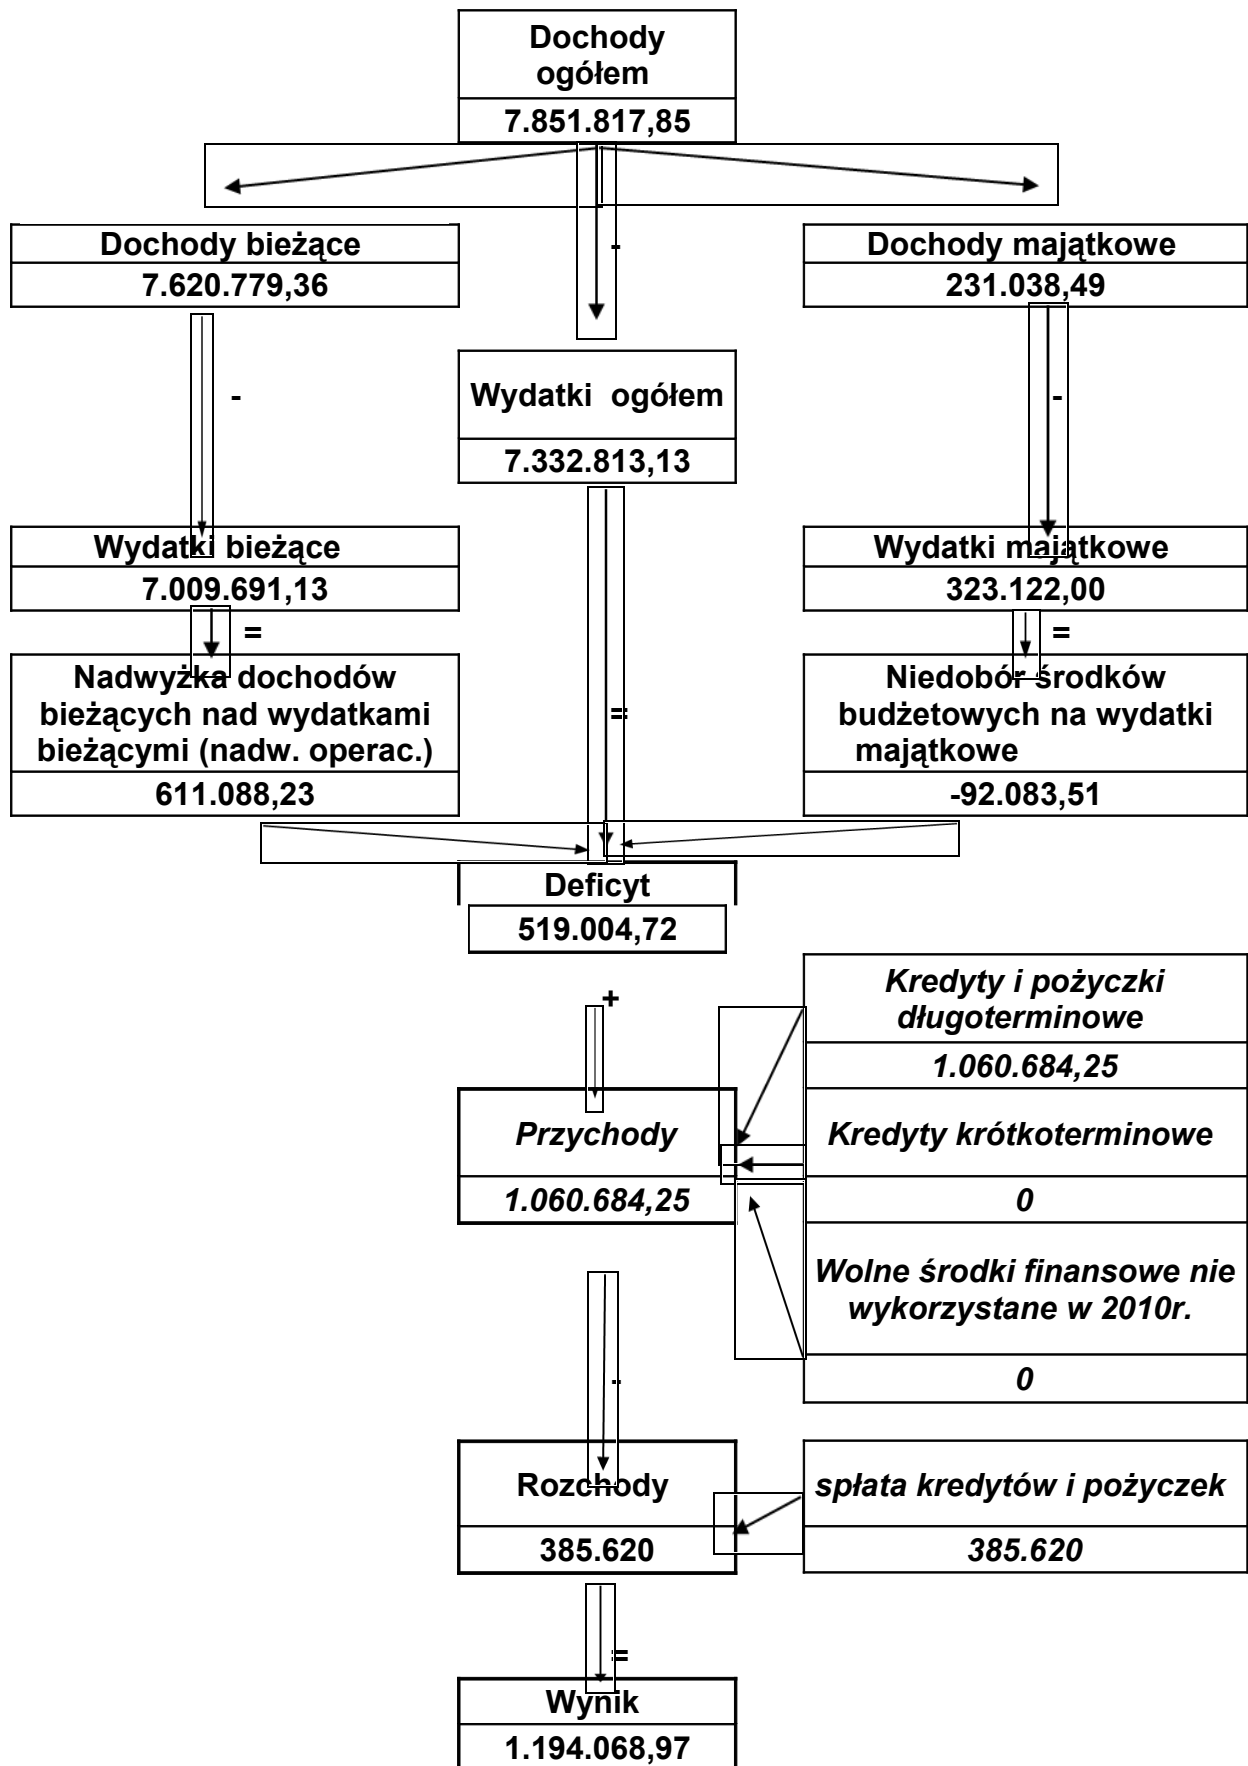 Dochody
ogółem
7.851.817,85
-
Dochody bieżące
7.620.779,36
Dochody majątkowe
231.038,49
-
Wydatki ogółem
7.332.813,13
-
Wydatki bieżące
7.009.691,13
=
Wydatki majątkowe
323.122,00
=
Nadwyżka dochodów
bieżących nad wydatkami
bieżącymi (nadw. operac.)
611.088,23
=
Niedobór środków
budżetowych na wydatki
majątkowe
-92.083,51
Deficyt
519.004,72
+
Kredyty i pożyczki
długoterminowe
1.060.684,25
Przychody
1.060.684,25
Kredyty krótkoterminowe
0
Wolne środki finansowe nie
wykorzystane w 2010r.
0
-
Rozchody
385.620
spłata kredytów i pożyczek
385.620
=
Wynik
1.194.068,97